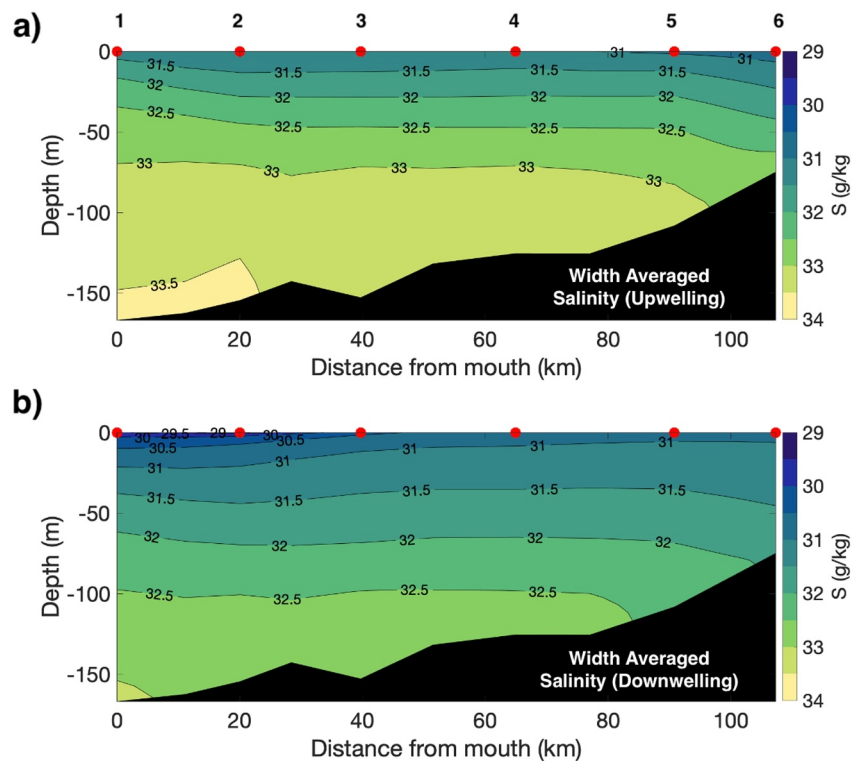 a)
1 2 3 4 5 6
0 31 31 29
31.5 31.5 31.5 31.5 31.5
32 32 32 32 32 30
-50 32.5 32.5 32.5 32.5 32.5
33 33 33 33 33 31
-100 32
-150 33.5 33
34
Depth (m)
S (g/kg)
Width Averaged
Salinity (Upwelling)
0 20 40 60 80 100
Distance from mouth (km)
b)
0 30 29.5 29 30 29
30.5 30.5
31 31 31 31 31 30
31.5 31.5 31.5 31.5 31.5
-50 31
32 32 32 32 32
-100 32.5 32.5 32.5 32.5 32
-150 33
34
Depth (m)
S (g/kg)
Width Averaged
Salinity (Downwelling)
0 20 40 60 80 100
Distance from mouth (km)